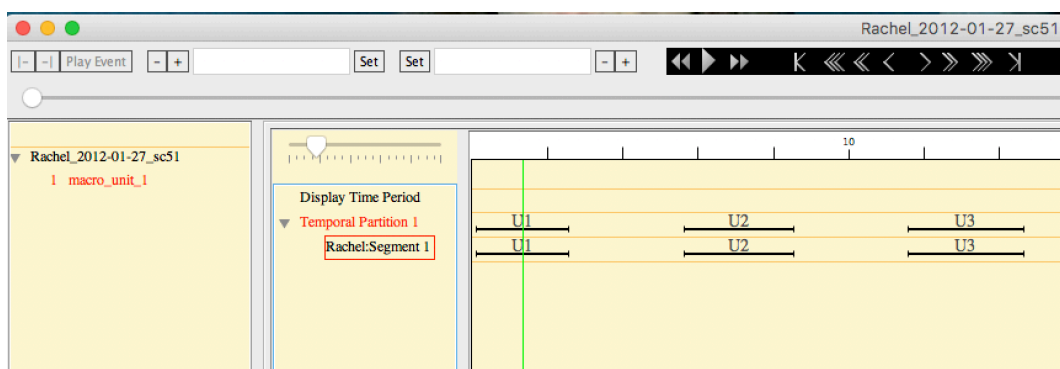 Rachel_2012-01-27_sc51
|- -| Play Event - + Set Set - +
Rachel_2012-01-27_sc51
1 macro_unit_1
10
Display Time Period
Temporal Partition 1 U1 U2 U3
Rachel:Segment 1 U1 U2 U3